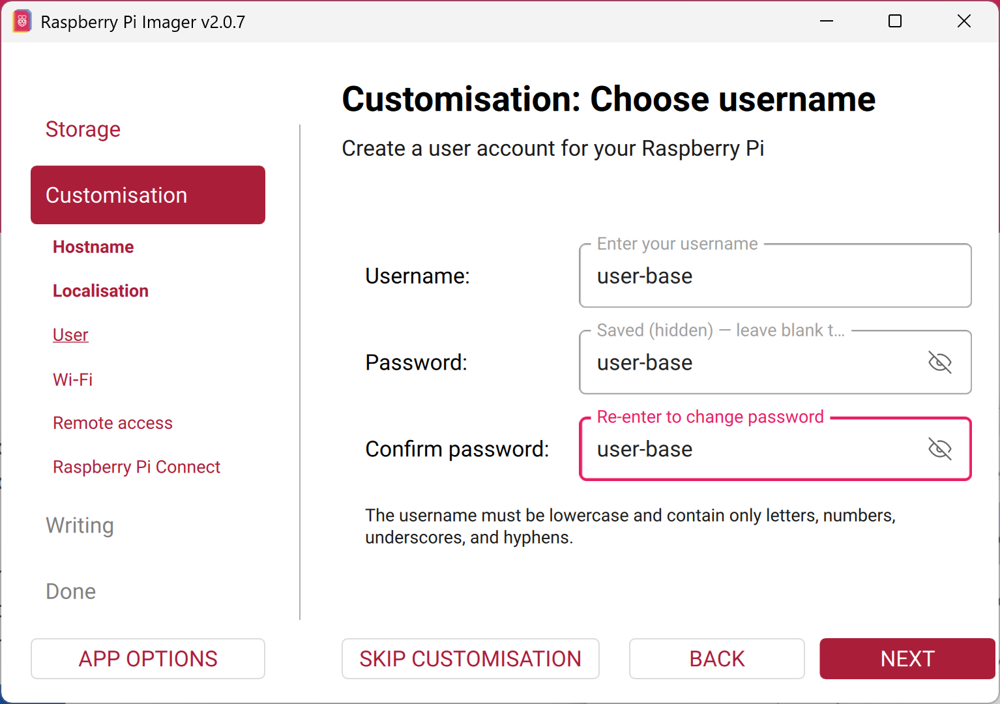 Raspberry Pi Imager v2.0.7
Storage
Customisation
Hostname
Localisation
User
Wi-Fi
Remote access
Raspberry Pi Connect
Writing
Done
APP OPTIONS
Customisation: Choose username
Create a user account for your Raspberry Pi
Enter your username
Username:
user-base
Saved (hidden) — leave blank t...
Password:
user-base
Re-enter to change password
Confirm password:
user-base
The username must be lowercase and contain only letters, numbers,
underscores, and hyphens.
SKIP CUSTOMISATION
BACK
NEXT